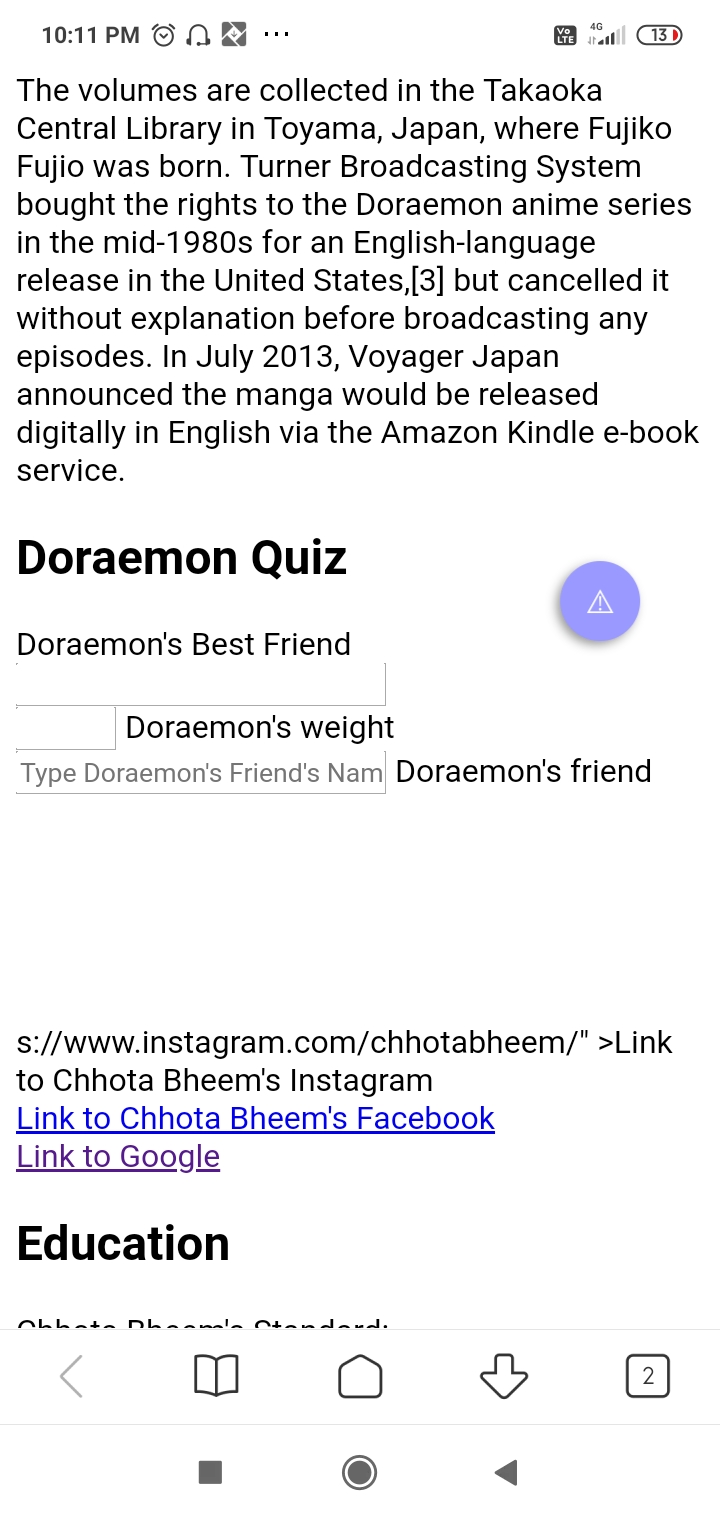 10:11 PM
Vo LTE
4G
13
The volumes are collected in the Takaoka
Central Library in Toyama, Japan, where Fujiko
Fujio was born. Turner Broadcasting System
bought the rights to the Doraemon anime series
in the mid-1980s for an English-language
release in the United States,[3] but cancelled it
without explanation before broadcasting any
episodes. In July 2013, Voyager Japan
announced the manga would be released
digitally in English via the Amazon Kindle e-book
service.
Doraemon Quiz
Doraemon's Best Friend
Doraemon's weight
Type Doraemon's Friend's Nam Doraemon's friend
s://www.instagram.com/chhotabheem/" >Link
to Chhota Bheem's Instagram
Link to Chhota Bheem's Facebook
Link to Google
Education
Chhota Bheem's Standard:
2